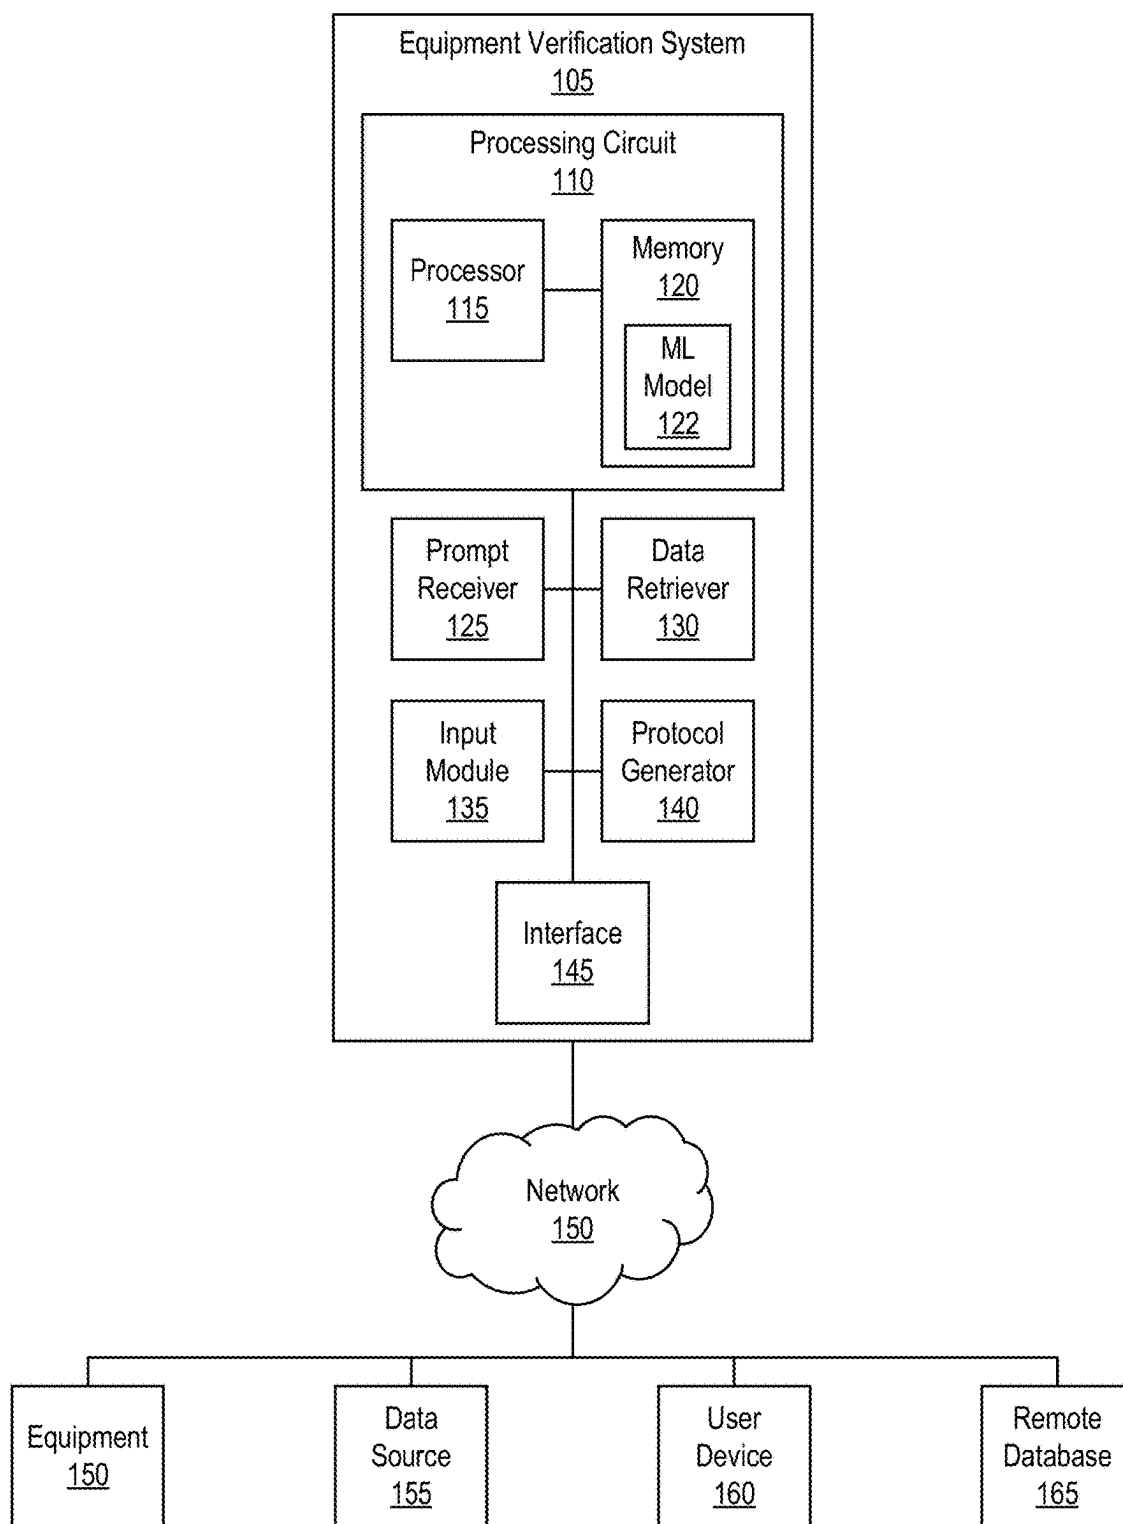 Equipment Verification System
105
Processing Circuit
110
Processor
115
Memory
120
ML
Model
122
Prompt
Receiver
125
Data
Retriever
130
Input
Module
135
Protocol
Generator
140
Interface
145
Network
150
Equipment
150
Data
Source
155
User
Device
160
Remote
Database
165